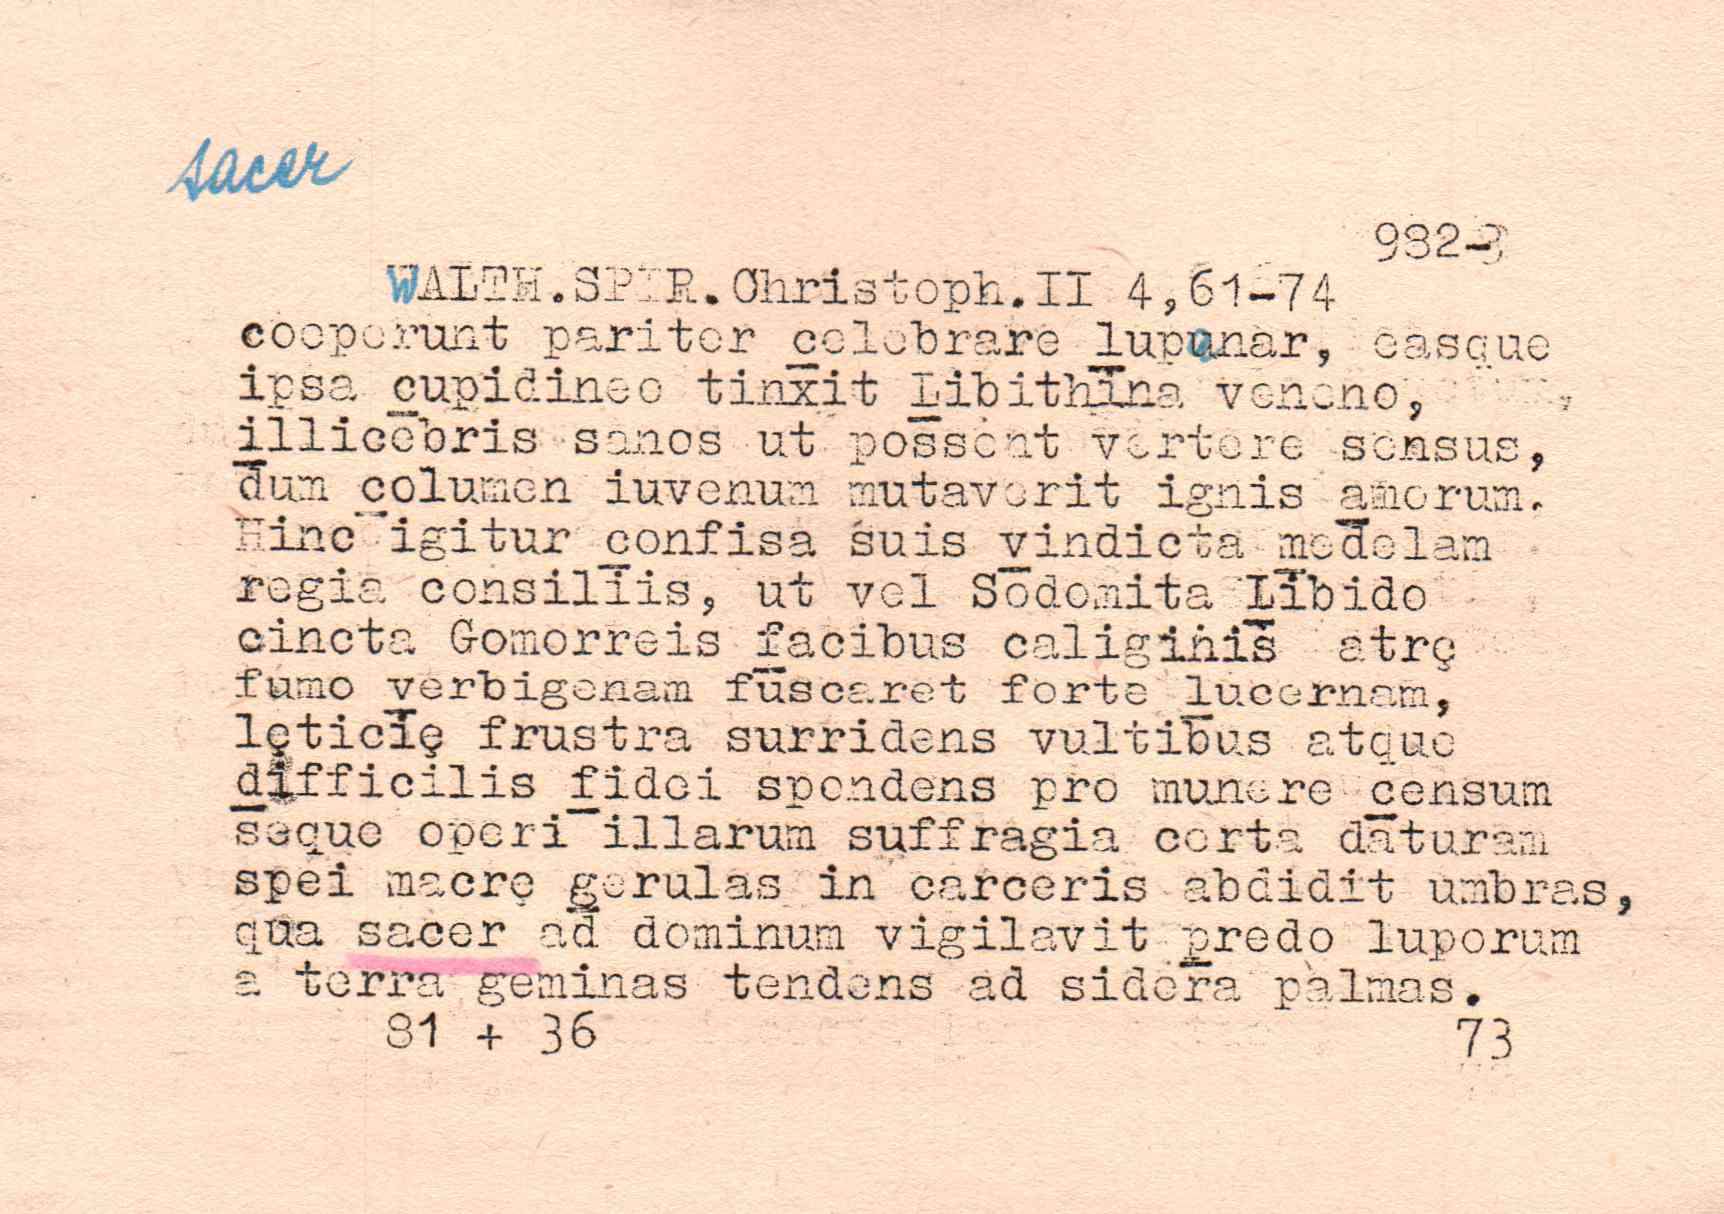 sacer
982-3
WALTH.SPIR.Christoph.II 4,61-74
coeperunt pariter celebrare lupanar, easque
ipsa cupidineo tinxit Libithina veneno,
illicebris sanos ut possent vertere sensus,
dum columen iuvenum mutaverit ignis amorum.
Hinc igitur confisa suis vindicta medelam
regia consiliis, ut vel Sodomita Libido
cincta Gomorreis facibus caliginis atrę
fumo verbigenam fuscaret forte lucernam,
lęticię frustra surridens vultibus atque
difficilis fidei spondens pro munere censum
seque operi illarum suffragia certa daturam
spei macrę gerulas in carceris abdidit umbras,
qua sacer ad dominum vigilavit predo luporum
a terra geminas tendens ad sidera palmas.
81 + 36 73